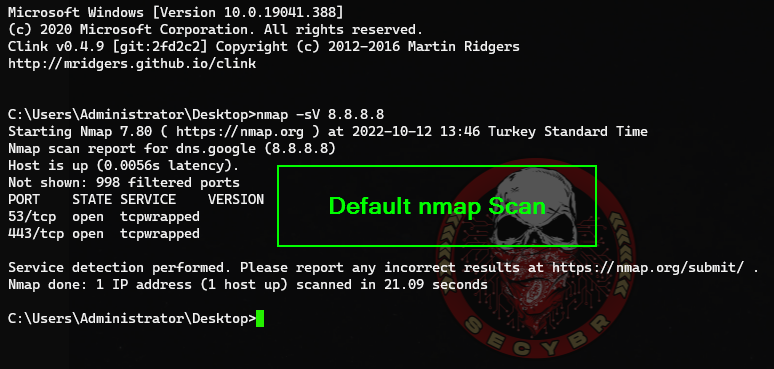 Microsoft Windows [Version 10.0.19041.388]
(c) 2020 Microsoft Corporation. All rights reserved.
Clink v0.4.9 [git:2fd2c2] Copyright (c) 2012-2016 Martin Ridgers
http://mridgers.github.io/clink
C:\Users\Administrator\Desktop>nmap -sV 8.8.8.8
Starting Nmap 7.80 ( https://nmap.org ) at 2022-10-12 13:46 Turkey Standard Time
Nmap scan report for dns.google (8.8.8.8)
Host is up (0.0056s latency).
Not shown: 998 filtered ports
PORT    STATE SERVICE    VERSION
53/tcp  open  tcpwrapped
443/tcp open  tcpwrapped
Default nmap Scan
Service detection performed. Please report any incorrect results at https://nmap.org/submit/ .
Nmap done: 1 IP address (1 host up) scanned in 21.09 seconds
C:\Users\Administrator\Desktop>
SECYBR